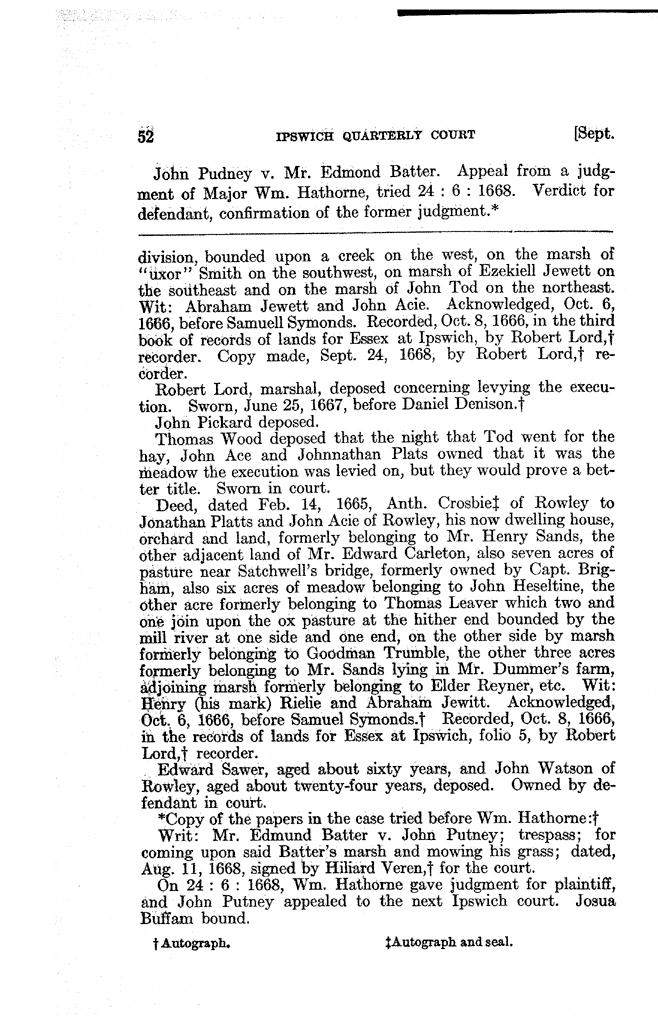 52 IPSWICH QUARTERLY COURT [Sept.
John Pudney v. Mr. Edmond Batter. Appeal from a judg-
ment of Major Wm. Hathorne, tried 24 : 6 : 1668. Verdict for
defendant, confirmation of the former judgment.*
division, bounded upon a creek on the west, on the marsh of
"uxor" Smith on the southwest, on marsh of Ezekiell Jewett on
the southeast and on the marsh of John Tod on the northeast.
Wit: Abraham Jewett and John Acie. Acknowledged, Oct. 6,
1666, before Samuell Symonds. Recorded, Oct. 8, 1666, in the third
book of records of lands for Essex at Ipswich, by Robert Lord,†
recorder. Copy made, Sept. 24, 1668, by Robert Lord,† re-
corder.
Robert Lord, marshal, deposed concerning levying the execu-
tion. Sworn, June 25, 1667, before Daniel Denison.†
John Pickard deposed.
Thomas Wood deposed that the night that Tod went for the
hay, John Ace and Johnnathan Plats owned that it was the
meadow the execution was levied on, but they would prove a bet-
ter title. Sworn in court.
Deed, dated Feb. 14, 1665, Anth. Crosbie‡ of Rowley to
Jonathan Platts and John Acie of Rowley, his now dwelling house,
orchard and land, formerly belonging to Mr. Henry Sands, the
other adjacent land of Mr. Edward Carleton, also seven acres of
pasture near Satchwell's bridge, formerly owned by Capt. Brig-
ham, also six acres of meadow belonging to John Heseltine, the
other acre formerly belonging to Thomas Leaver which two and
one join upon the ox pasture at the hither end bounded by the
mill river at one side and one end, on the other side by marsh
formerly belonging to Goodman Trumble, the other three acres
formerly belonging to Mr. Sands lying in Mr. Dummer's farm,
adjoining marsh formerly belonging to Elder Reyner, etc. Wit:
Henry (his mark) Rielie and Abraham Jewitt. Acknowledged,
Oct. 6, 1666, before Samuel Symonds.† Recorded, Oct. 8, 1666,
in the records of lands for Essex at Ipswich, folio 5, by Robert
Lord,† recorder.
Edward Sawer, aged about sixty years, and John Watson of
Rowley, aged about twenty-four years, deposed. Owned by de-
fendant in court.
*Copy of the papers in the case tried before Wm. Hathorne:†
Writ: Mr. Edmund Batter v. John Putney; trespass; for
coming upon said Batter's marsh and mowing his grass; dated,
Aug. 11, 1668, signed by Hiliard Veren,† for the court.
On 24 : 6 : 1668, Wm. Hathorne gave judgment for plaintiff,
and John Putney appealed to the next Ipswich court. Josua
Buffam bound.
† Autograph. ‡Autograph and seal.